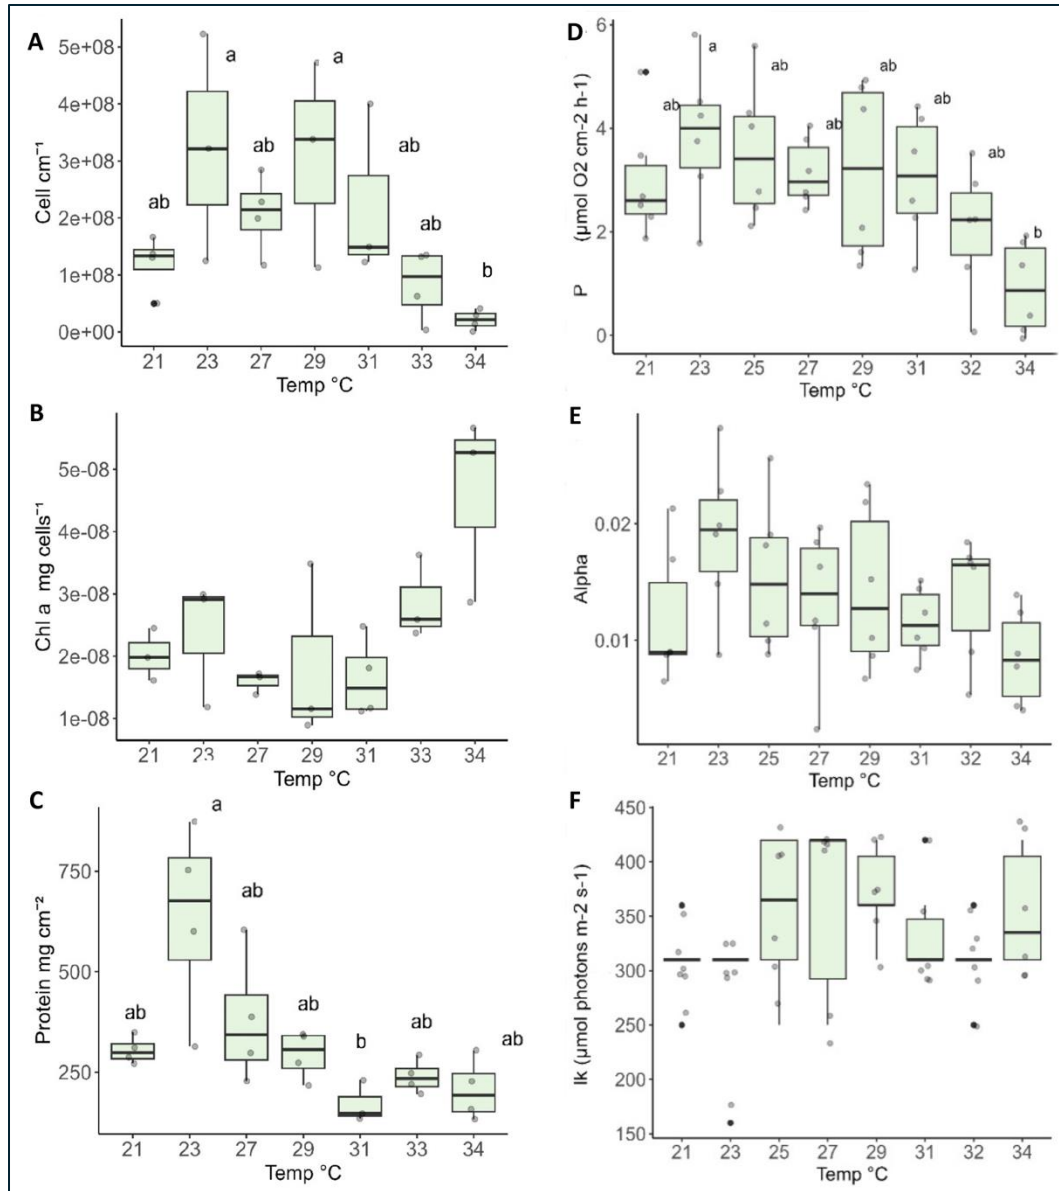 A
Cell cm⁻¹
5e+08
4e+08
3e+08
2e+08
1e+08
0e+00
ab
a
ab
a
ab
ab
b
21 23 27 29 31 33 34
Temp °C
B
Chl a mg cells⁻¹
5e-08
4e-08
3e-08
2e-08
1e-08
21 23 27 29 31 33 34
Temp °C
C
Protein mg cm⁻²
750
500
250
ab
a
ab
ab
b
ab
ab
21 23 27 29 31 33 34
Temp °C
D
P (µmol O2 cm-2 h-1)
6
4
2
0
ab
a
ab
ab
ab
ab
ab
b
21 23 25 27 29 31 32 34
Temp °C
E
Alpha
0.02
0.01
21 23 25 27 29 31 32 34
Temp °C
F
Ik (µmol photons m-2 s-1)
450
400
350
300
250
200
150
21 23 25 27 29 31 32 34
Temp °C